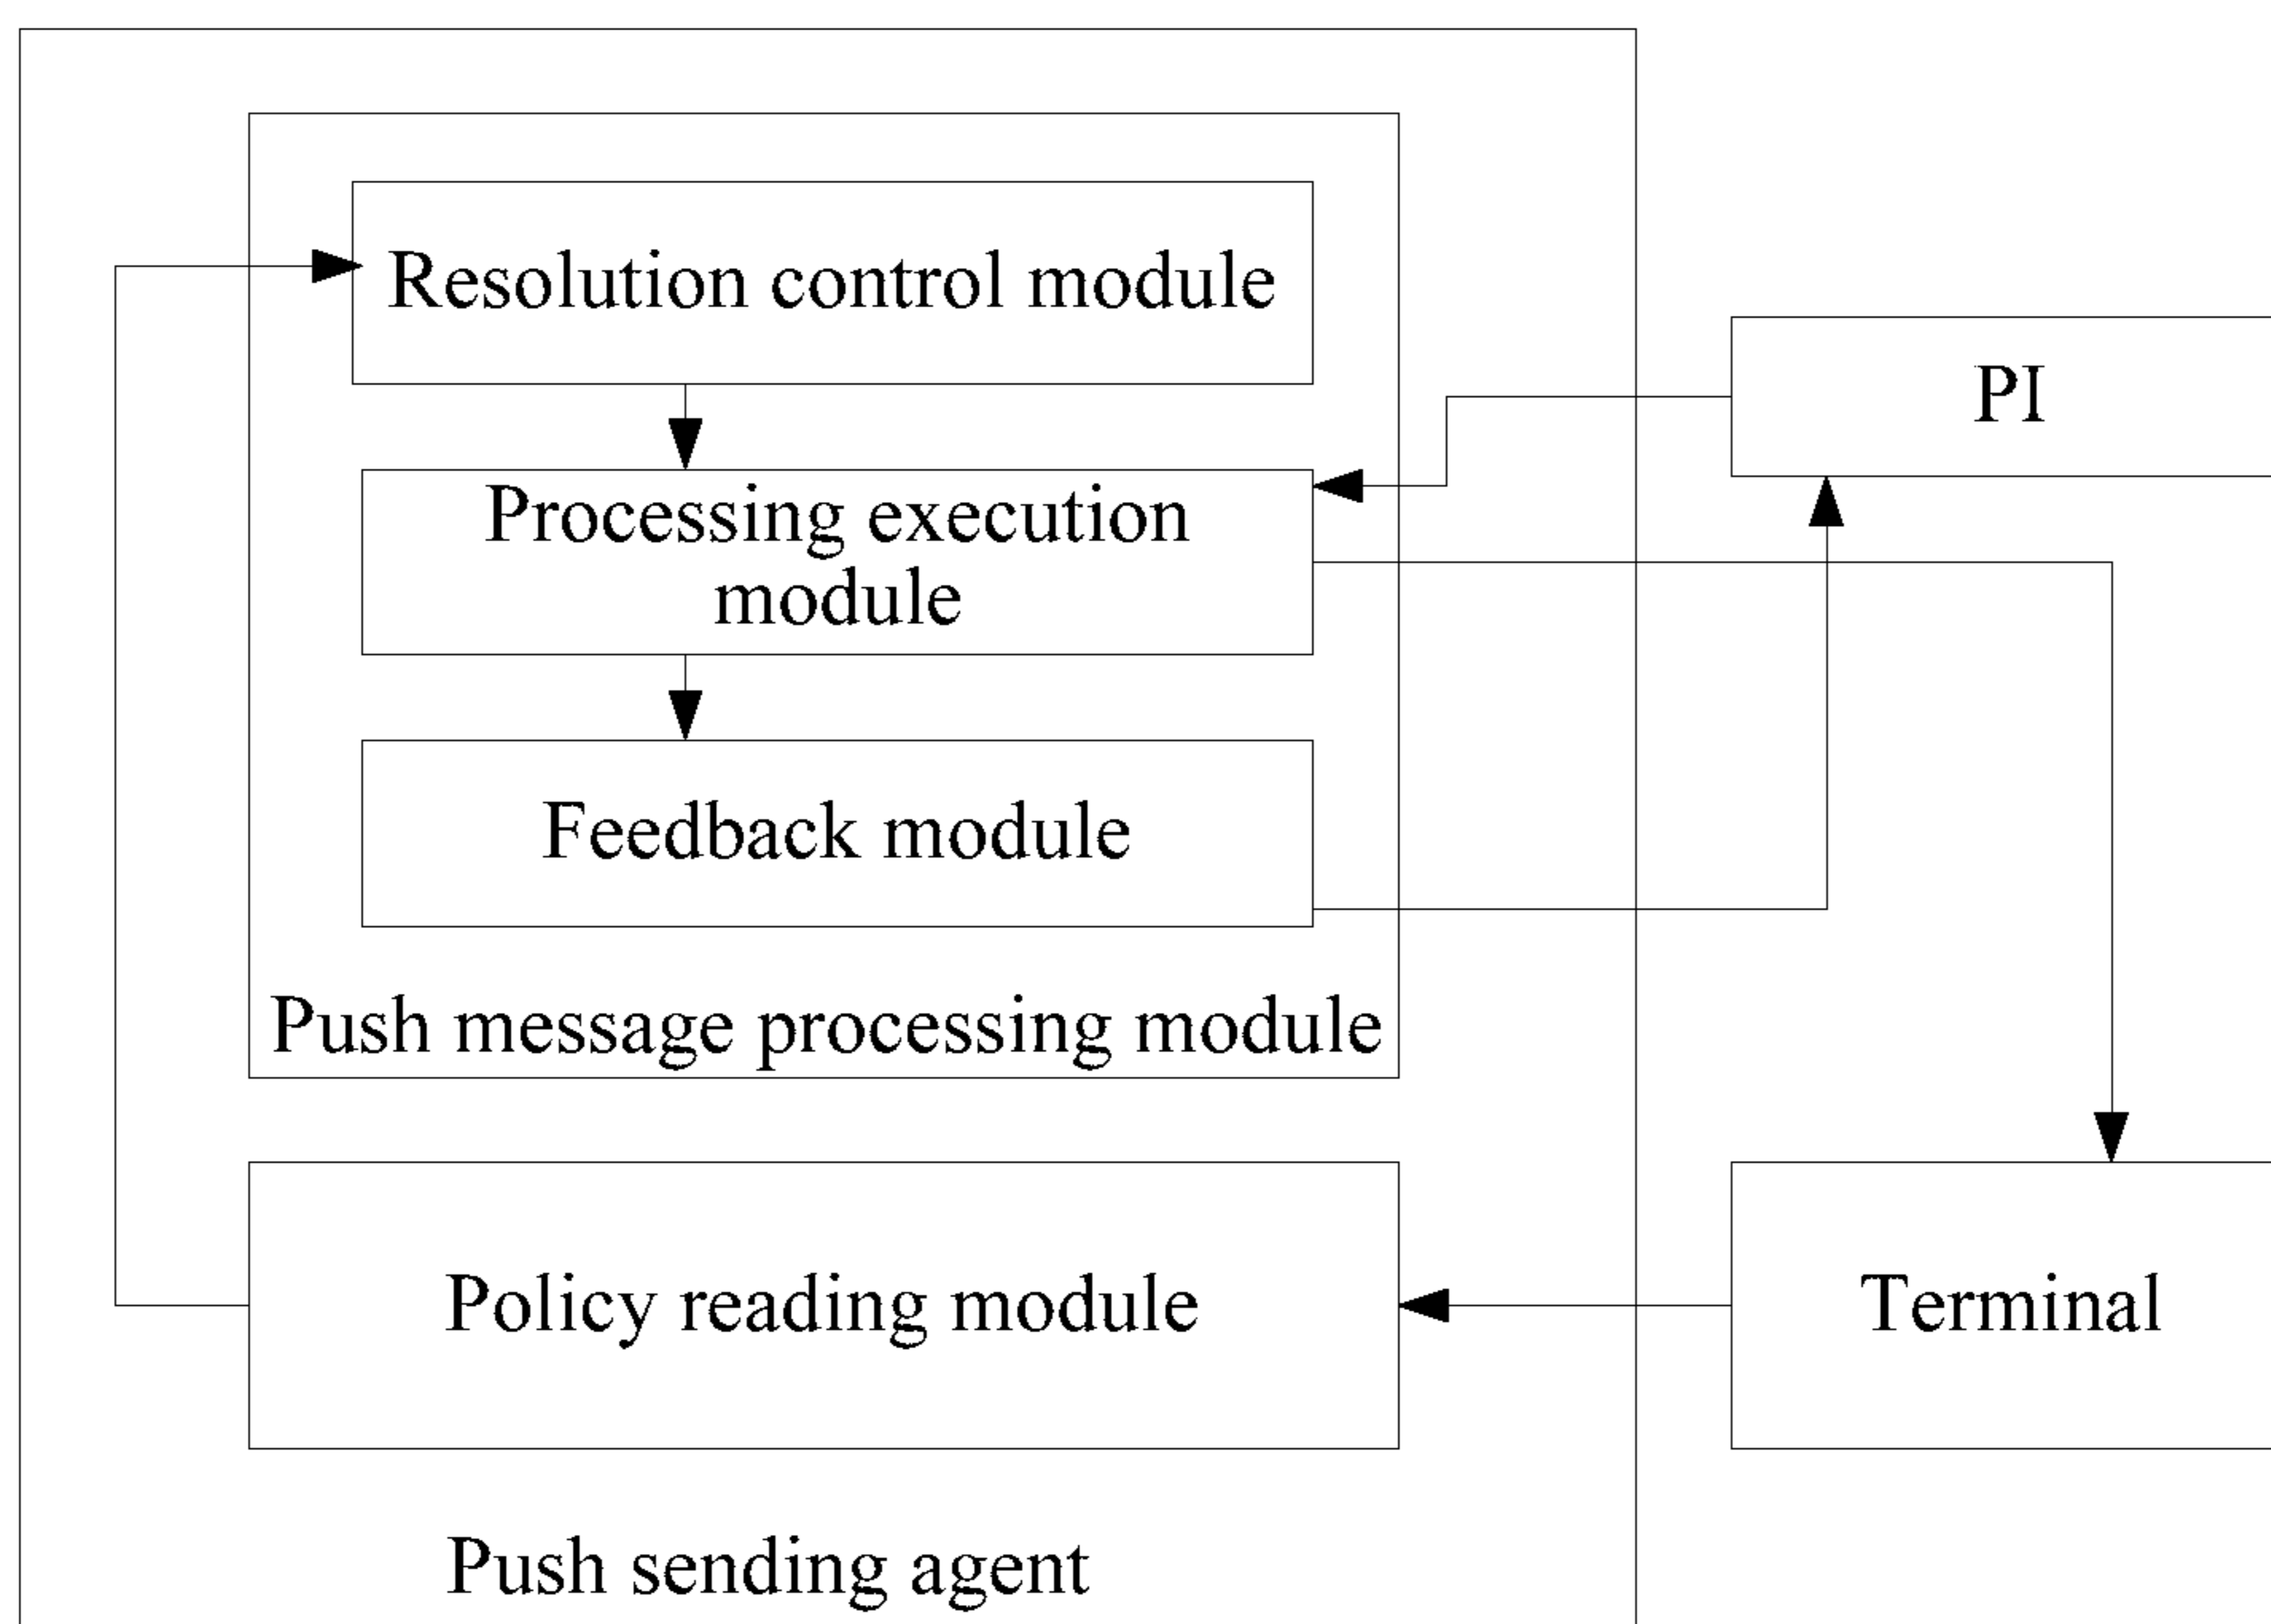 Resolution control module
PI
Processing execution
module
Feedback module
Push message processing module
Policy reading module
Terminal
Push sending agent